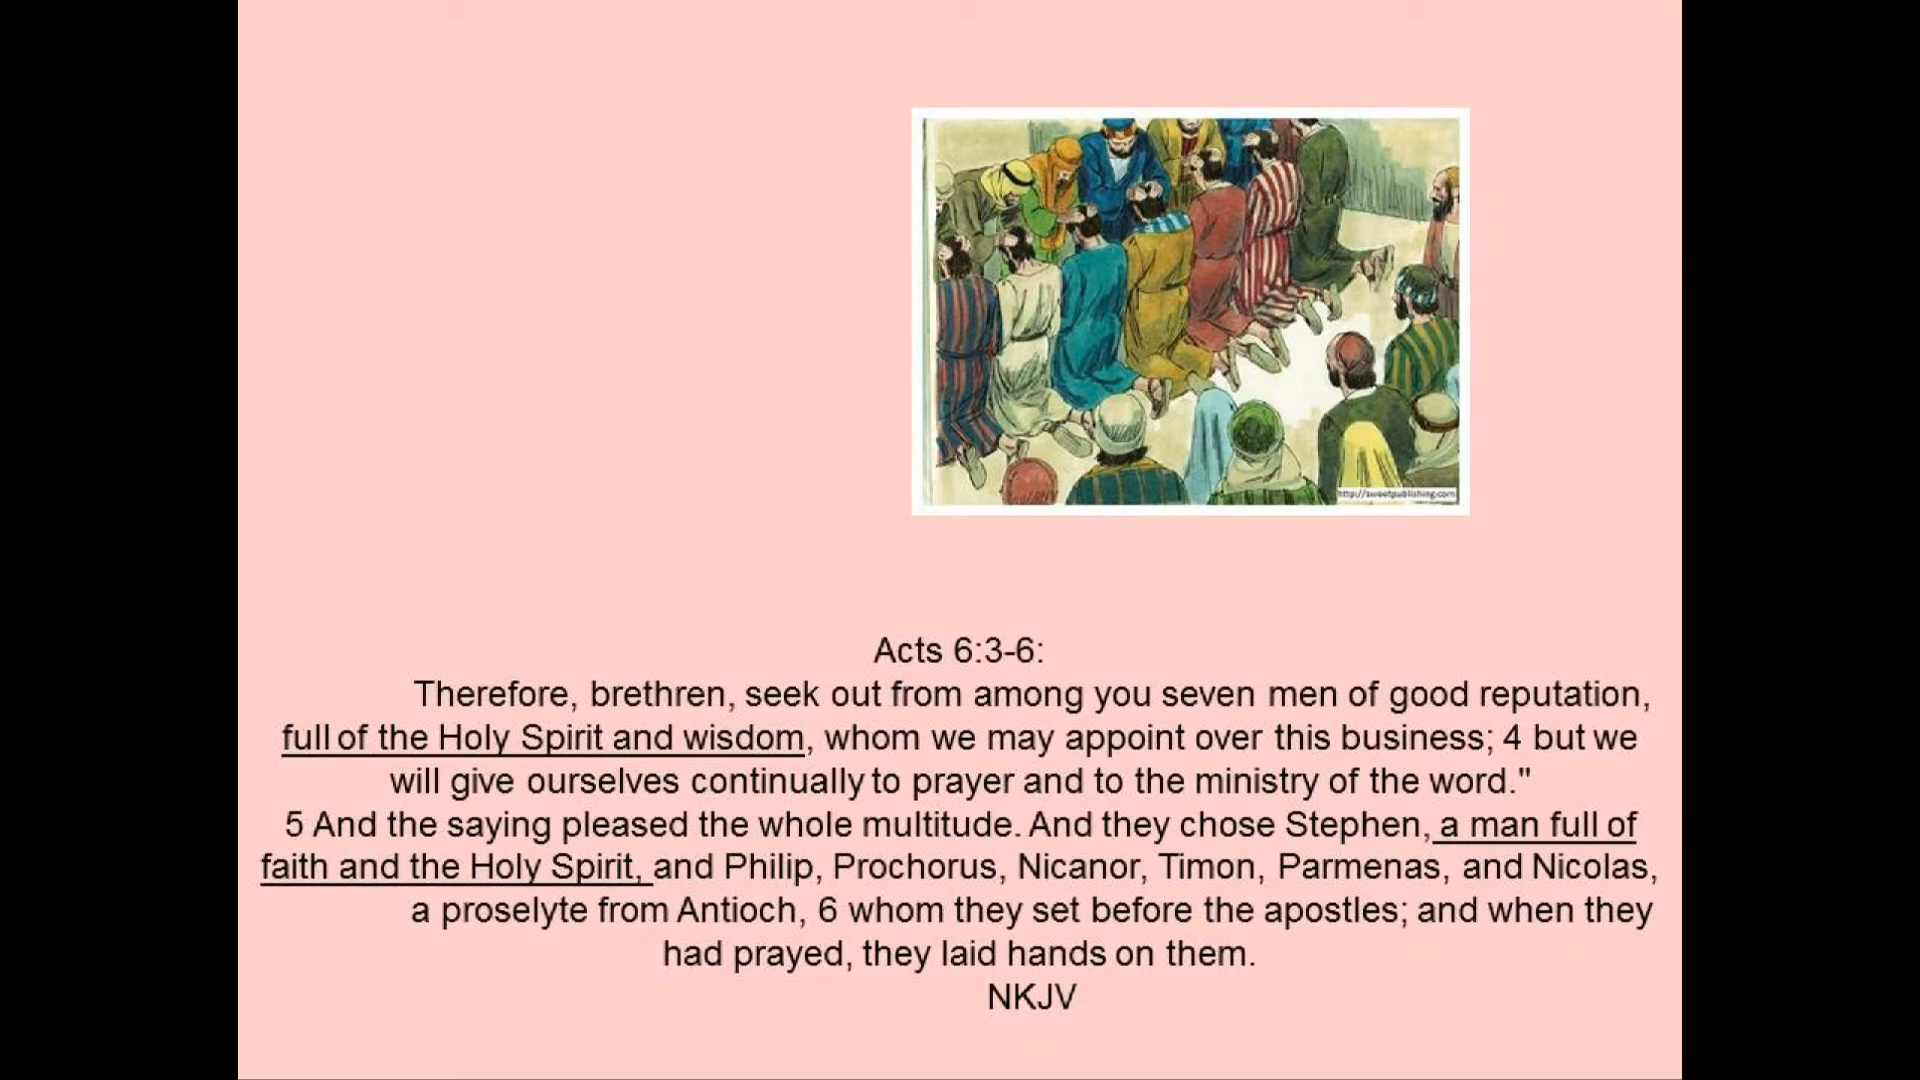 http://sweetpublishing.com
Acts 6:3-6:
Therefore, brethren, seek out from among you seven men of good reputation,
full of the Holy Spirit and wisdom, whom we may appoint over this business; 4 but we
will give ourselves continually to prayer and to the ministry of the word."
5 And the saying pleased the whole multitude. And they chose Stephen, a man full of
faith and the Holy Spirit, and Philip, Prochorus, Nicanor, Timon, Parmenas, and Nicolas,
a proselyte from Antioch, 6 whom they set before the apostles; and when they
had prayed, they laid hands on them.
NKJV